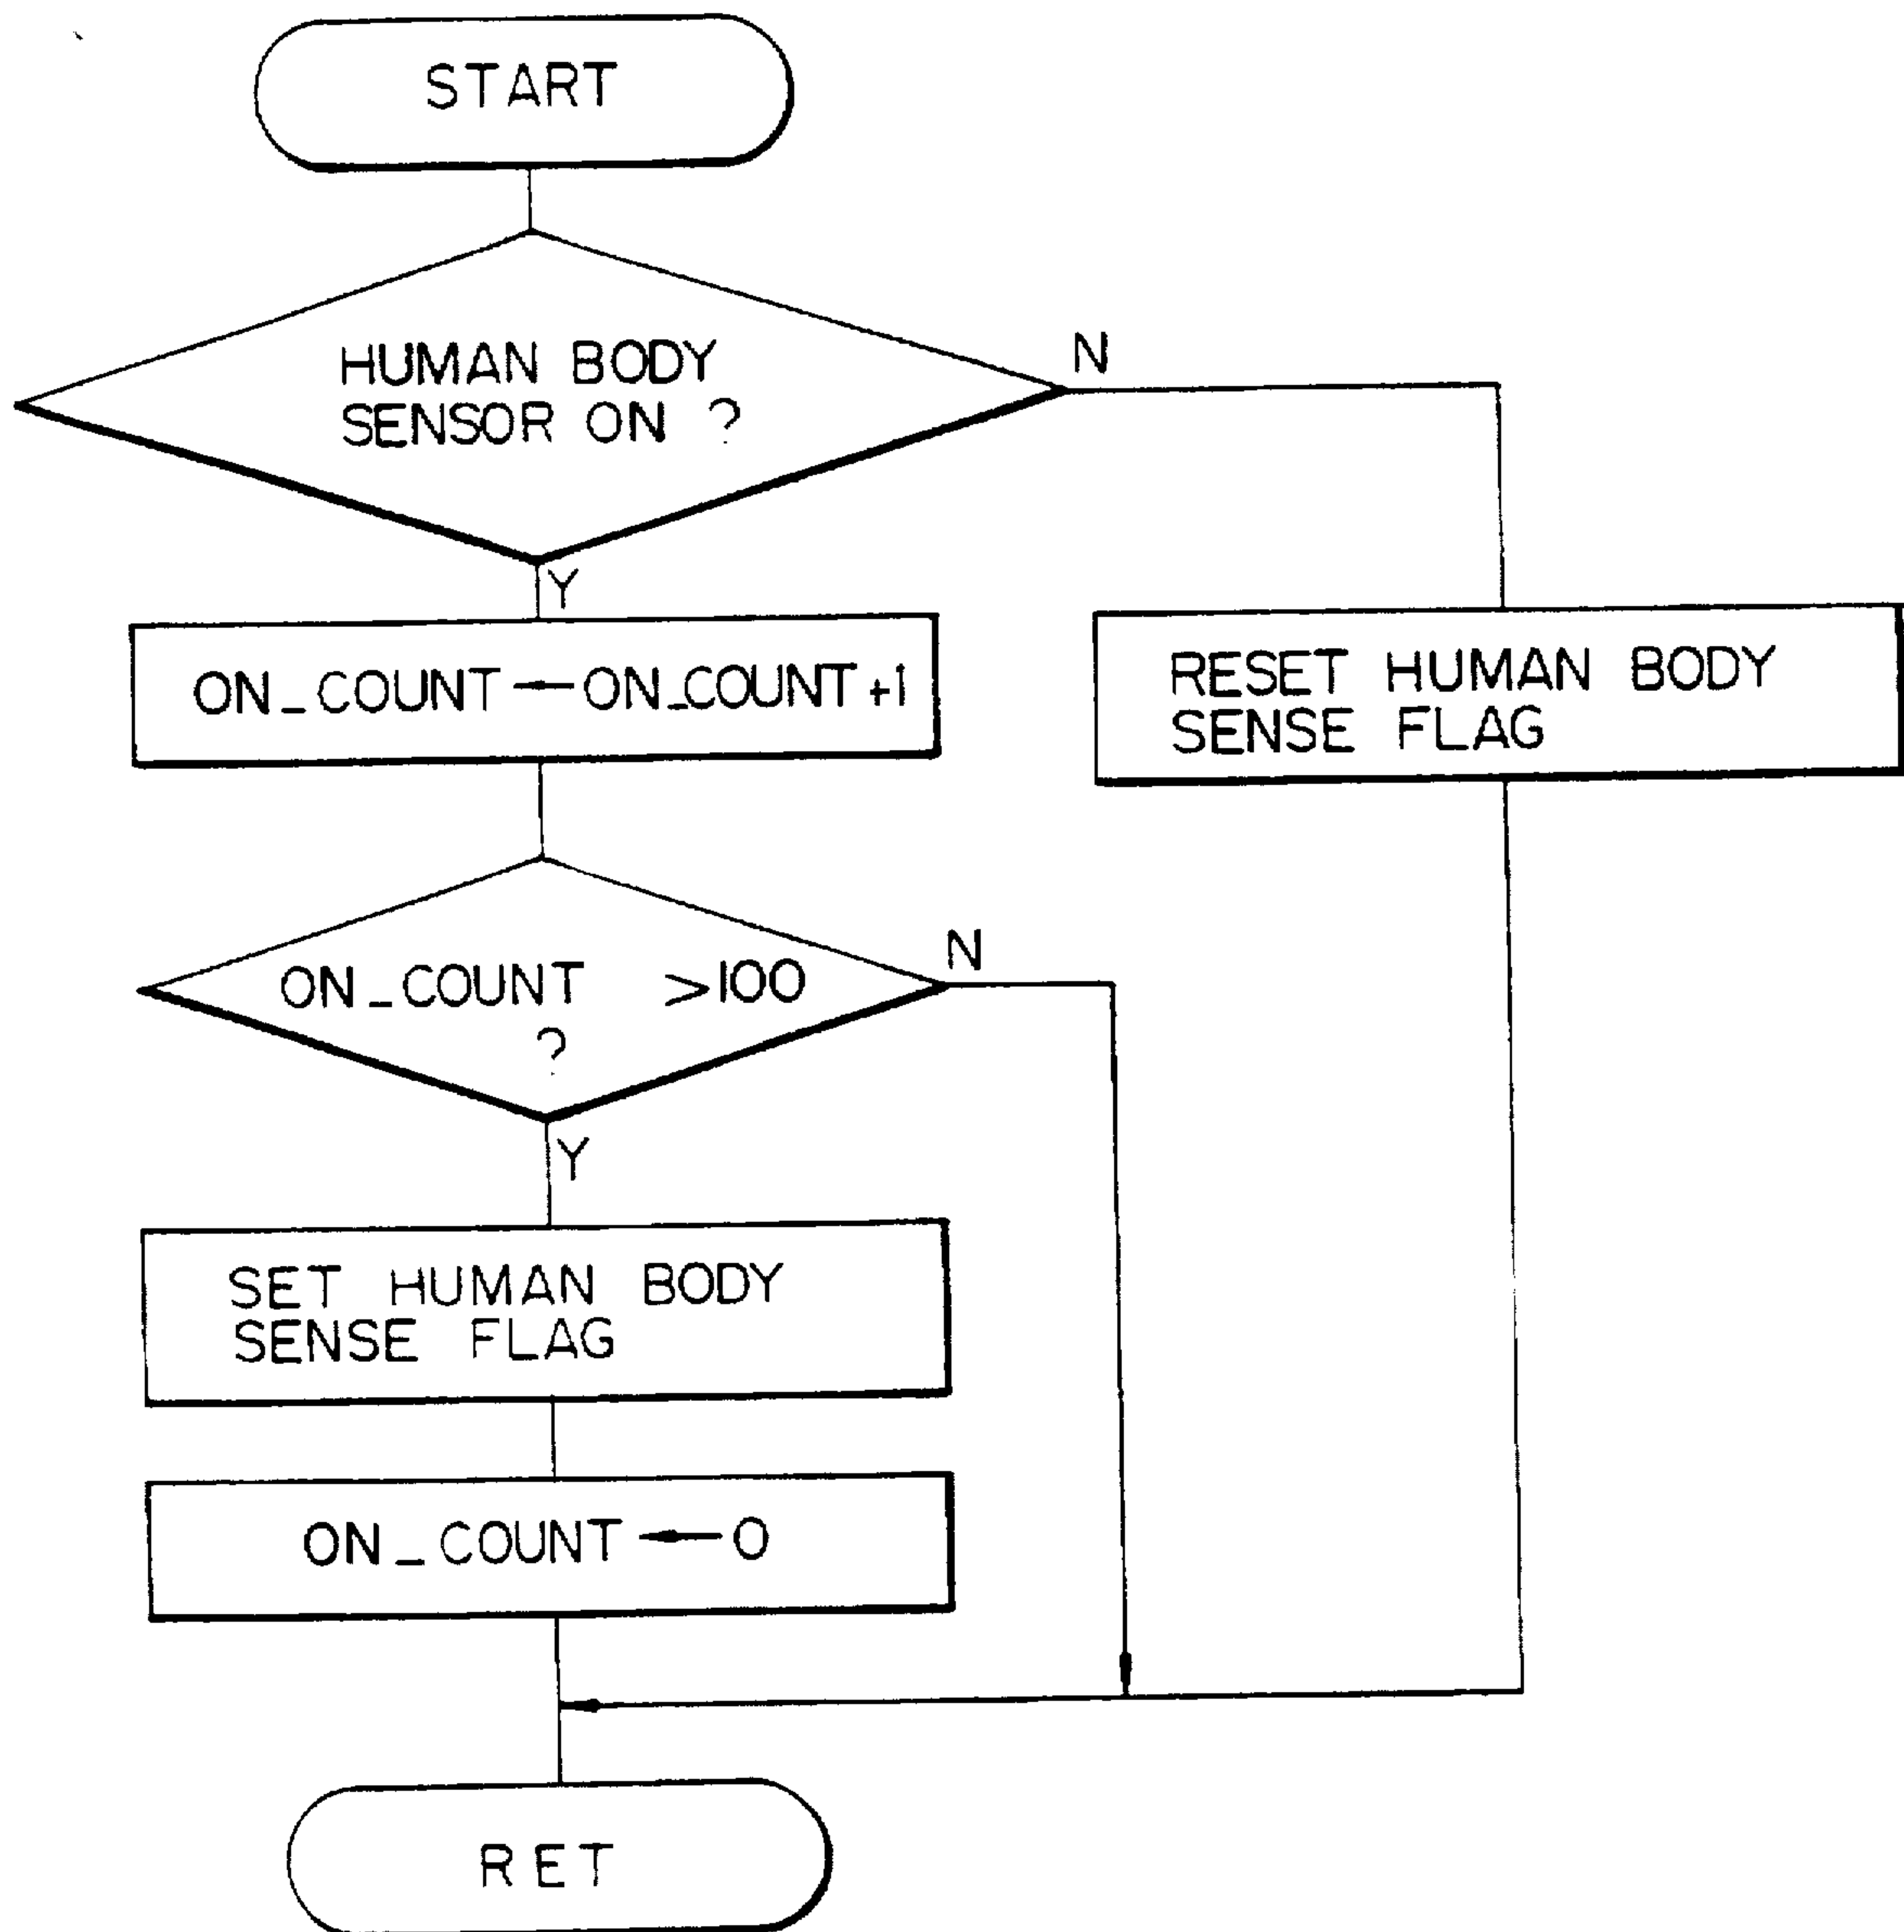 START
HUMAN BODY
SENSOR ON ?
N
Y
ON_COUNT ← ON_COUNT +1
RESET HUMAN BODY
SENSE FLAG
ON_COUNT >100
?
N
Y
SET HUMAN BODY
SENSE FLAG
ON_COUNT ← 0
RET